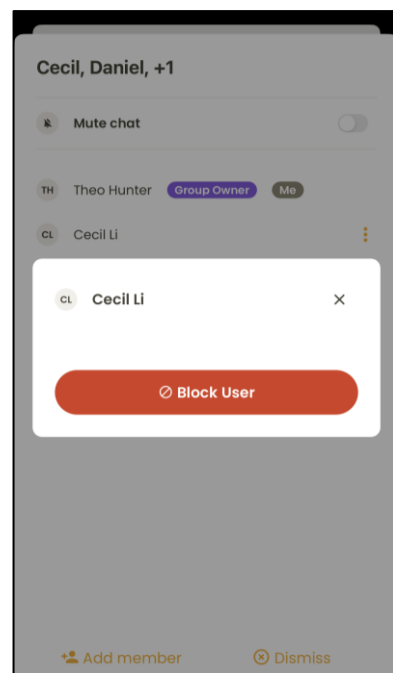 Cecil, Daniel, +1
Mute chat
TH Theo Hunter Group Owner Me
CL Cecil Li
CL Cecil Li
Block User
Add member Dismiss